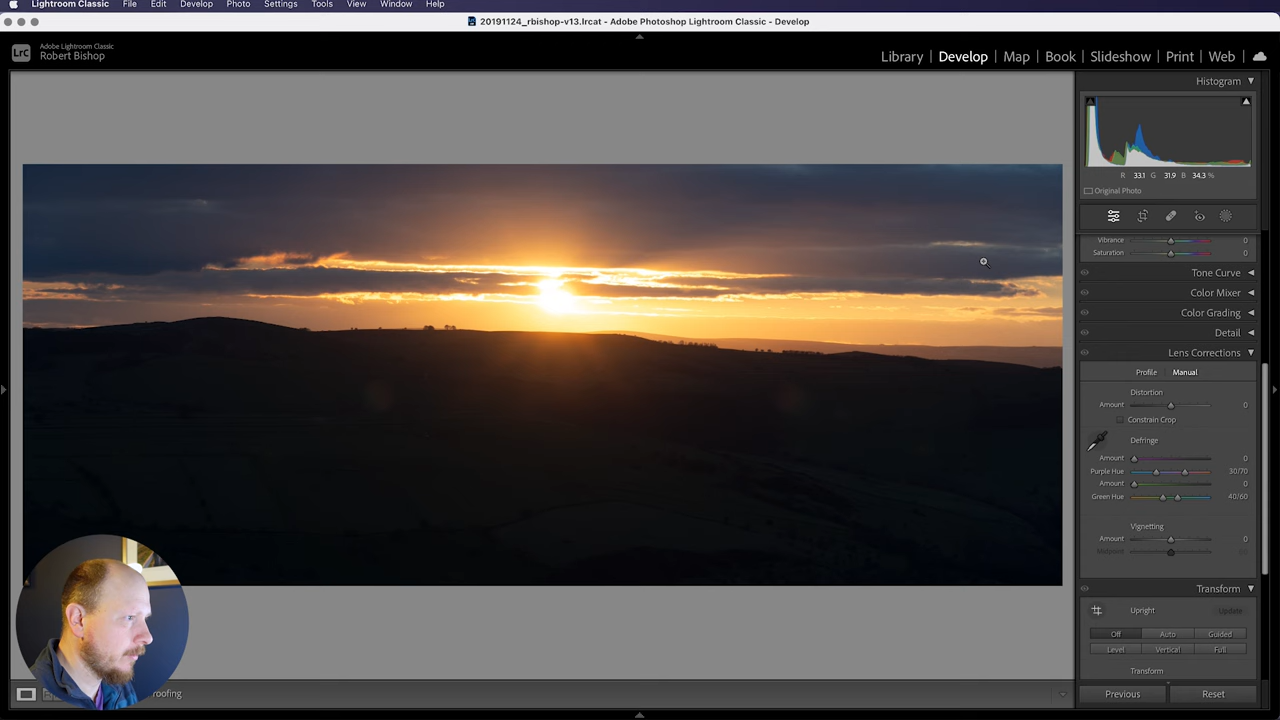 Lightroom Classic File Edit Develop Photo Settings Tools View Window Help
20191124_rbishop-v13.lrcat - Adobe Photoshop Lightroom Classic - Develop
Lrc
Adobe Lightroom Classic
Robert Bishop
Library Develop Map Book Slideshow Print Web
Histogram
R 33.1 G 31.9 B 34.3 %
Original Photo
Vibrance 0
Saturation 0
Tone Curve
Color Mixer
Color Grading
Detail
Lens Corrections
Profile Manual
Distortion
Amount 0
Constrain Crop
Defringe
Amount 0
Purple Hue 30/70
Amount 0
Green Hue 40/60
Vignetting
Amount 0
Midpoint
Transform
Upright Update
Off Auto Guided
Level Vertical Full
Transform
roofing
Previous Reset